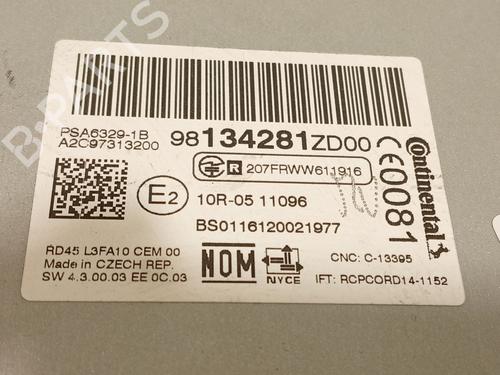 PSA6329-1B
A2C97313200
98134281ZD00
R 207FRWW611916
E2
10R-05 11096
BS0116120021977
CE0081
Continental
RD45 L3FA10 CEM 00
Made in CZECH REP.
SW 4.3.00.03 EE 0C.03
NOM
NYCE
CNC: C-13395
IFT: RCPCORD14-1152
B-PARTS